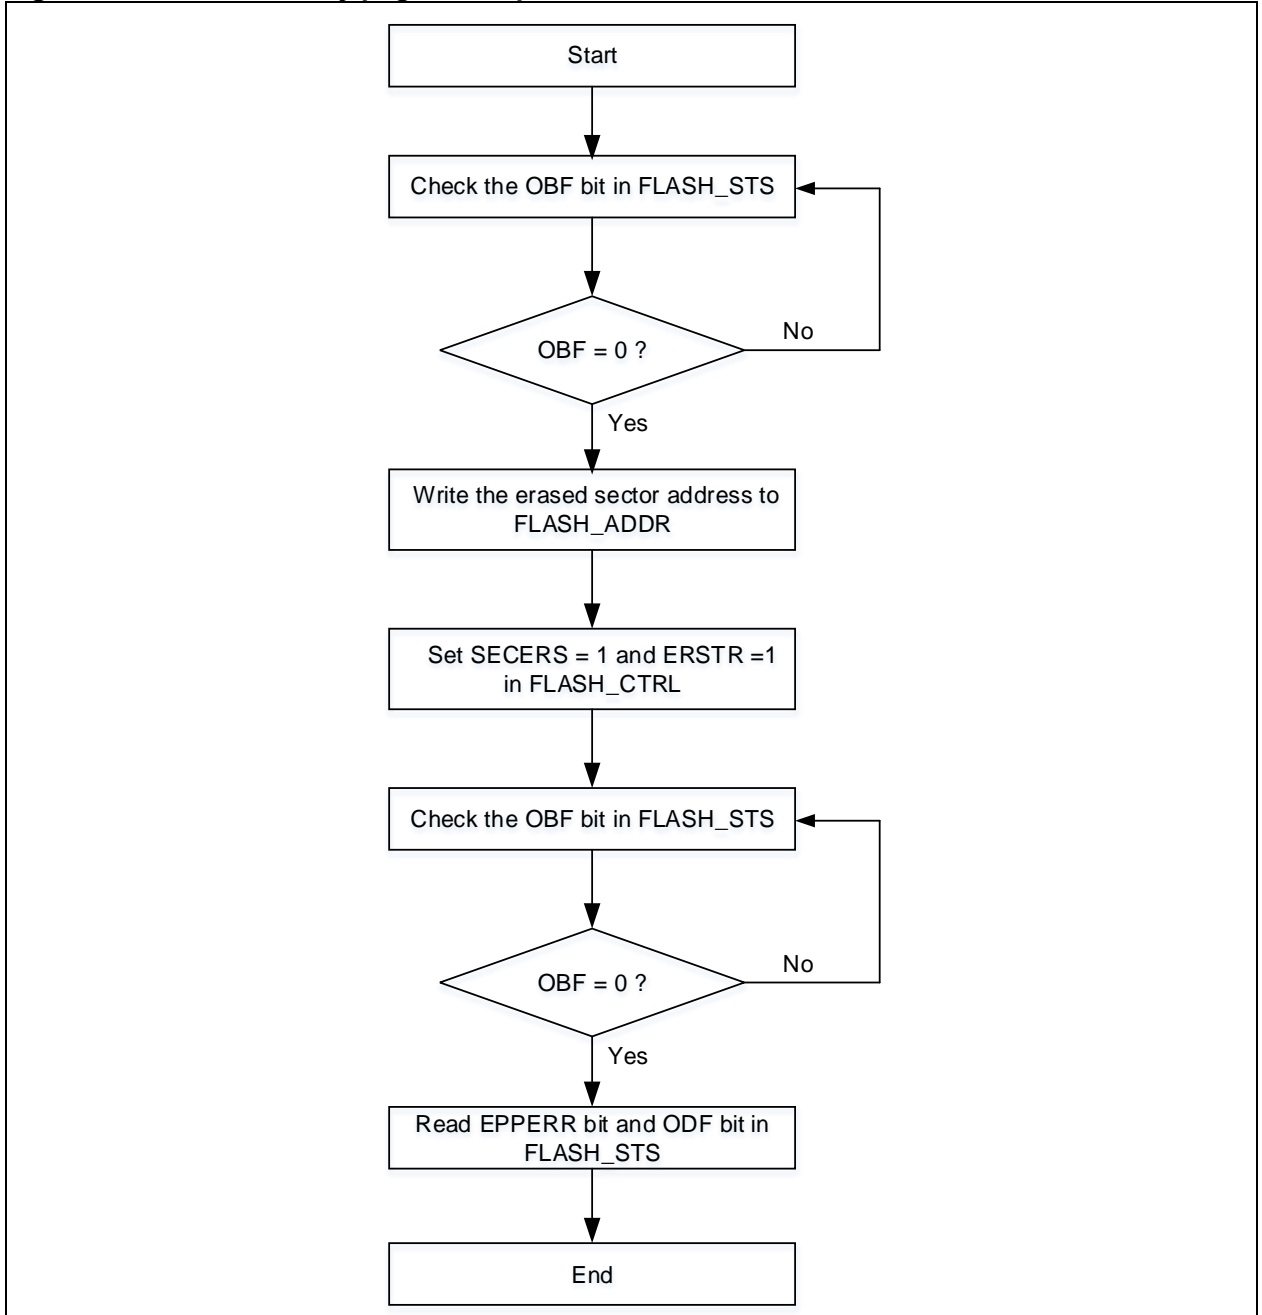 Start
Check the OBF bit in FLASH_STS
OBF = 0 ?
No
Yes
Write the erased sector address to
FLASH_ADDR
Set SECERS = 1 and ERSTR =1
in FLASH_CTRL
Check the OBF bit in FLASH_STS
OBF = 0 ?
No
Yes
Read EPPERR bit and ODF bit in
FLASH_STS
End